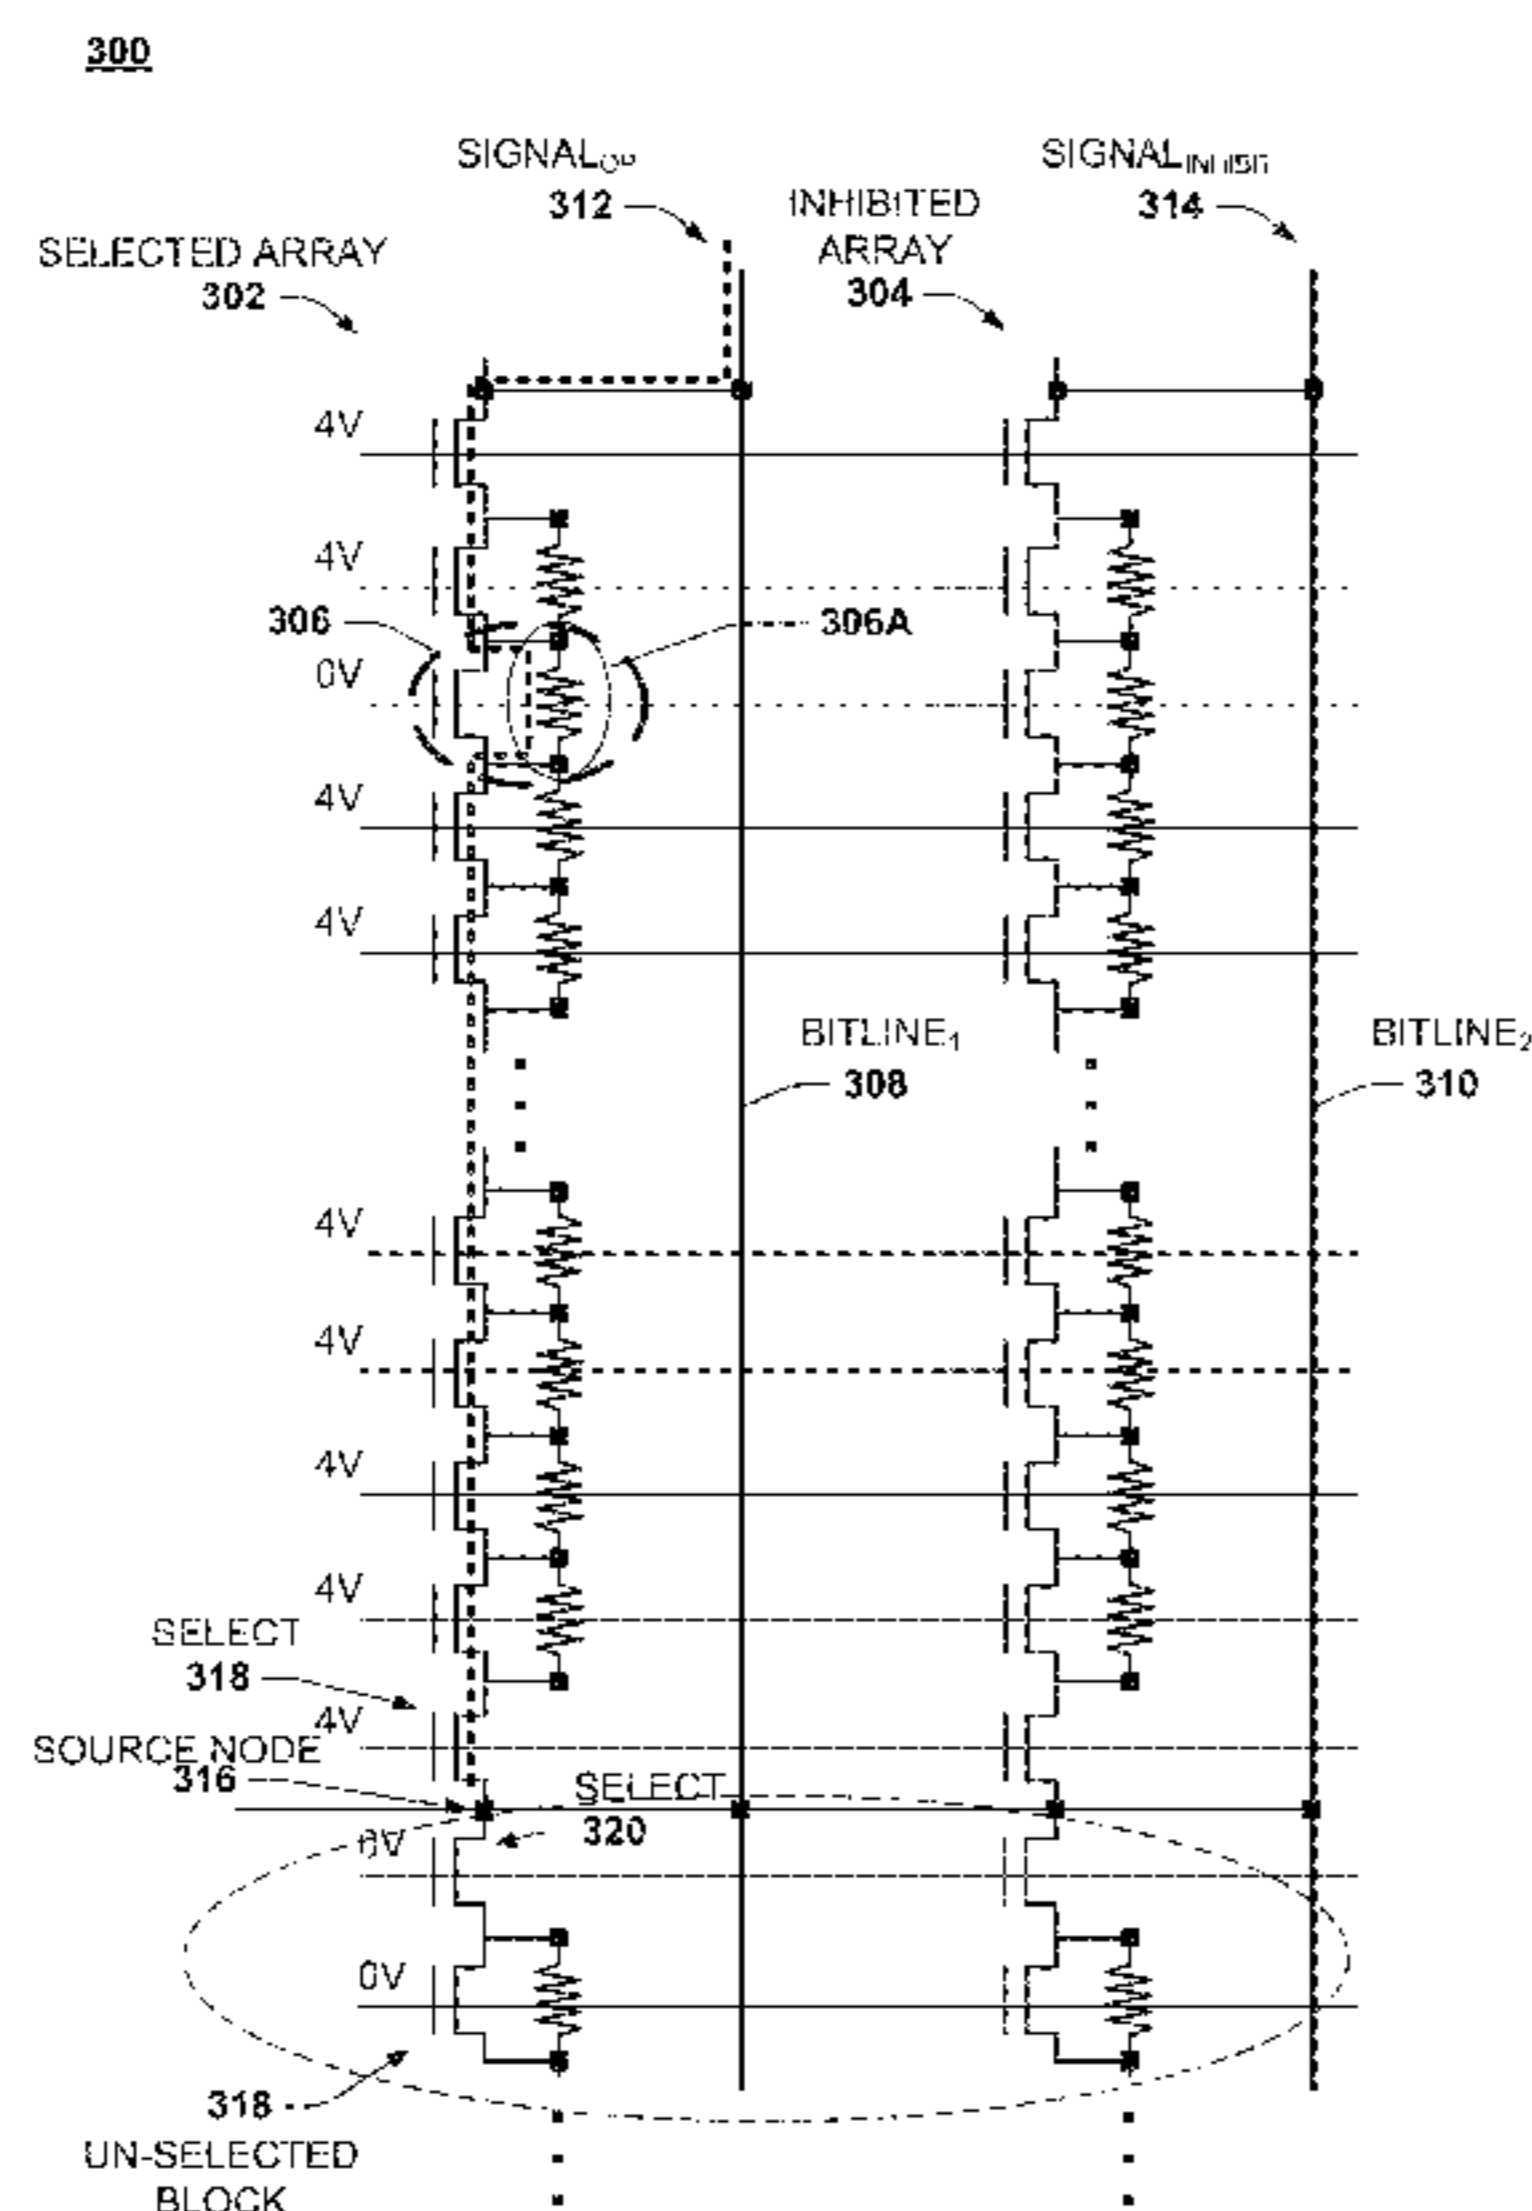 300
SIGNAL_OP
312
SIGNAL_INHIBIT
314
INHIBITED
ARRAY
304
SELECTED ARRAY
302
4V
4V
306
306A
0V
4V
4V
BITLINE₁
308
BITLINE₂
310
4V
4V
4V
4V
SELECT
318
4V
SOURCE NODE
316
SELECT
320
0V
0V
318
UN-SELECTED
BLOCK